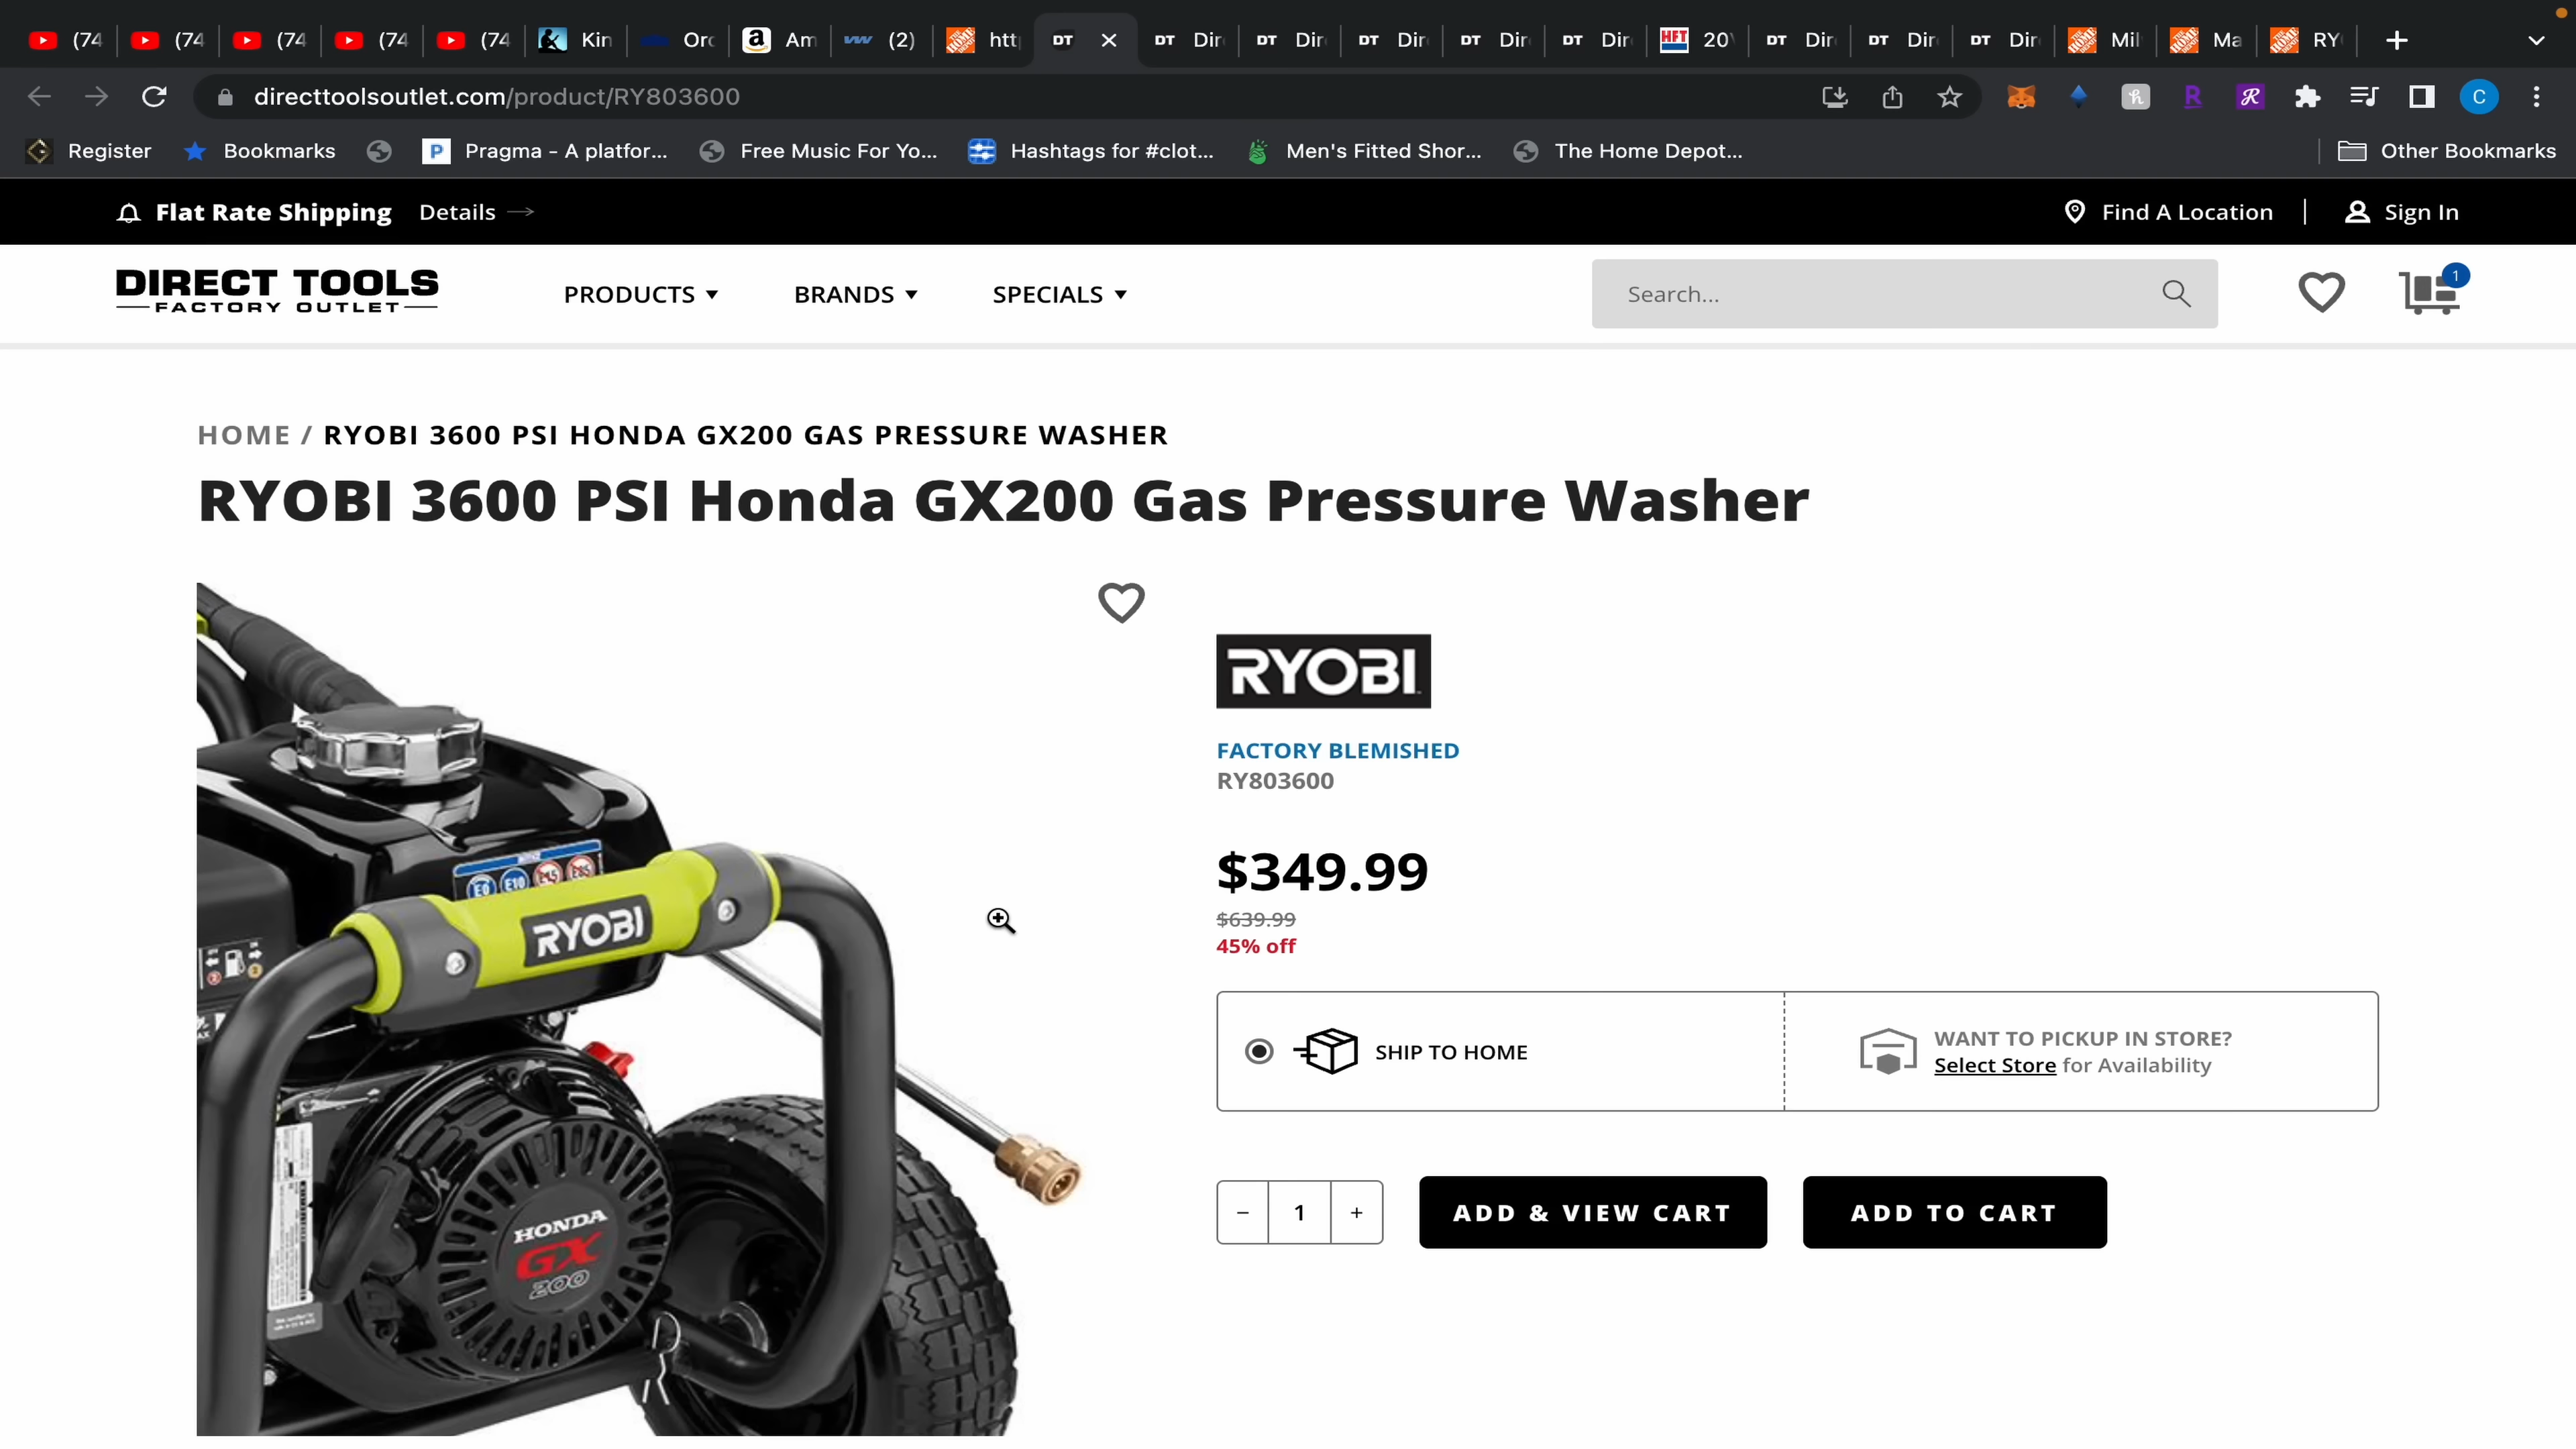 (74
(74
(74
(74
(74
Kin
Orc
Am
(2)
htt
DT
DT Dir
DT Dir
DT Dir
DT Dir
DT Dir
HFT 20
DT Dir
DT Dir
DT Dir
Mil
Ma
RY
directtoolsoutlet.com/product/RY803600
C
Register
Bookmarks
Pragma - A platfor...
Free Music For Yo...
Hashtags for #clot...
Men's Fitted Shor...
The Home Depot...
Other Bookmarks
Flat Rate Shipping Details →
Find A Location | Sign In
DIRECT TOOLS
FACTORY OUTLET
PRODUCTS
BRANDS
SPECIALS
Search...
1
HOME / RYOBI 3600 PSI HONDA GX200 GAS PRESSURE WASHER
RYOBI 3600 PSI Honda GX200 Gas Pressure Washer
RYOBI
FACTORY BLEMISHED
RY803600
$349.99
$639.99
45% off
SHIP TO HOME
WANT TO PICKUP IN STORE?
Select Store for Availability
− 1 +
ADD & VIEW CART
ADD TO CART
E0 E10 E15 E85
RYOBI
HONDA
GX
200